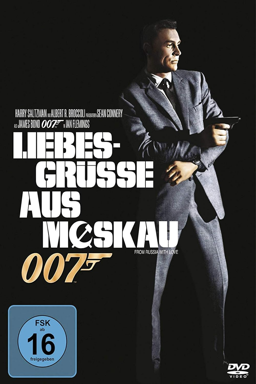 HARRY SALTZMAN UND ALBERT R. BROCCOLI PRÄSENTIEREN SEAN CONNERY
ALS JAMES BOND 007 IN IAN FLEMINGS
LIEBES-
GRÜSSE
AUS
MOSKAU
FROM RUSSIA WITH LOVE
007
FSK
ab
16
freigegeben
DVD
VIDEO